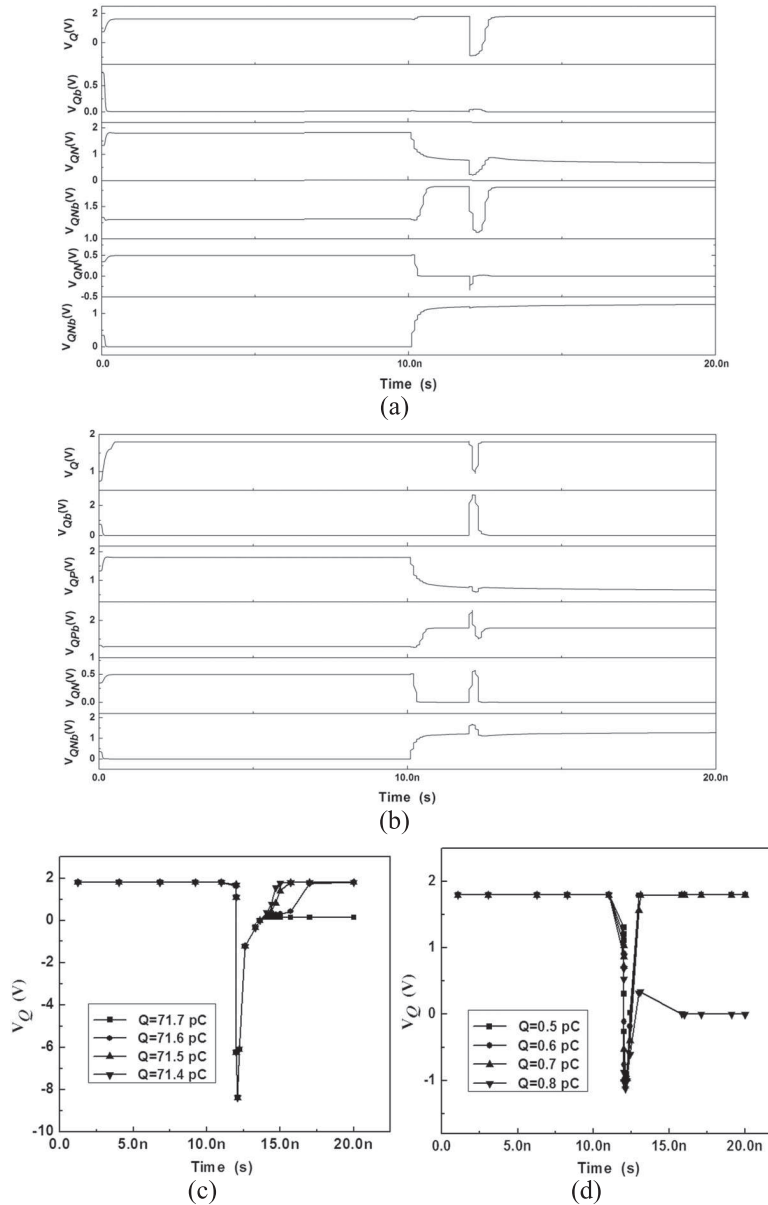 V_Q(V)
2
0
V_Qb(V)
0.5
0.0
V_QN(V)
2
1
0
V_QNb(V)
1.5
1.0
V_QN(V)
0.5
0.0
-0.5
V_QNb(V)
1
0
0.0 10.0n 20.0n
Time (s)
(a)
V_Q(V)
2
1
V_Qb(V)
2
0
V_QP(V)
2
1
V_QPb(V)
2
1
V_QN(V)
0.5
0.0
V_QNb(V)
2
1
0
0.0 10.0n 20.0n
Time (s)
(b)
V_Q (V)
2
0
-2
-4
-6
-8
-10
Q=71.7 pC
Q=71.6 pC
Q=71.5 pC
Q=71.4 pC
0.0 5.0n 10.0n 15.0n 20.0n
Time (s)
(c)
V_Q (V)
2
1
0
-1
Q=0.5 pC
Q=0.6 pC
Q=0.7 pC
Q=0.8 pC
0.0 5.0n 10.0n 15.0n 20.0n
Time (s)
(d)